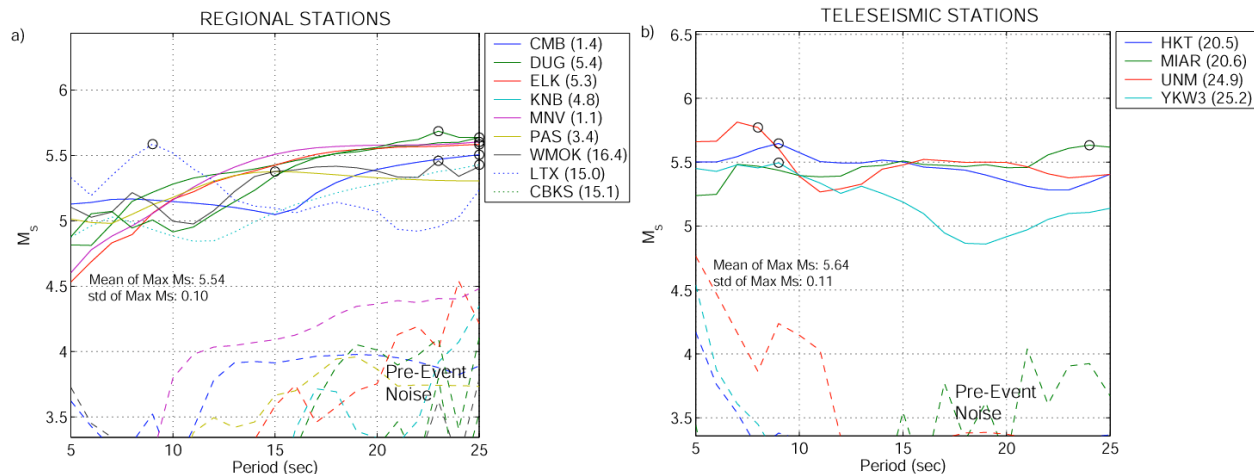 REGIONAL STATIONS
a)
6
5.5
5
4.5
4
3.5
Ms
5
10
15
20
25
Period (sec)
Mean of Max Ms: 5.54
std of Max Ms: 0.10
Pre-Event
Noise
CMB (1.4)
DUG (5.4)
ELK (5.3)
KNB (4.8)
MNV (1.1)
PAS (3.4)
WMOK (16.4)
LTX (15.0)
CBKS (15.1)
TELESEISMIC STATIONS
b)
6.5
6
5.5
5
4.5
4
3.5
Ms
5
10
15
20
25
Period (sec)
Mean of Max Ms: 5.64
std of Max Ms: 0.11
Pre-Event
Noise
HKT (20.5)
MIAR (20.6)
UNM (24.9)
YKW3 (25.2)